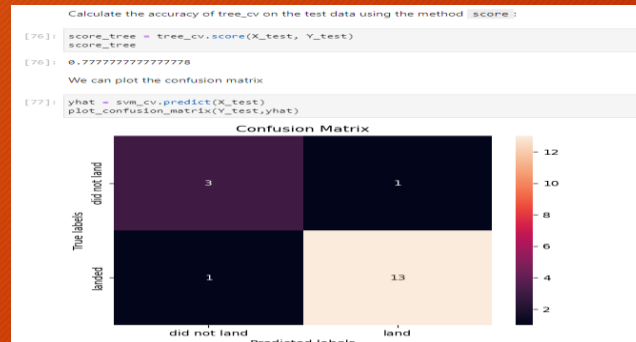 Calculate the accuracy of tree_cv on the test data using the method score :
[76]: score_tree = tree_cv.score(X_test, Y_test)
score_tree
[76]: 0.7777777777777778
We can plot the confusion matrix
[77]: yhat = svm_cv.predict(X_test)
plot_confusion_matrix(Y_test,yhat)
Confusion Matrix
True labels
did not land
landed
3
1
1
13
12
10
8
6
4
2
did not land
land
Predicted labels